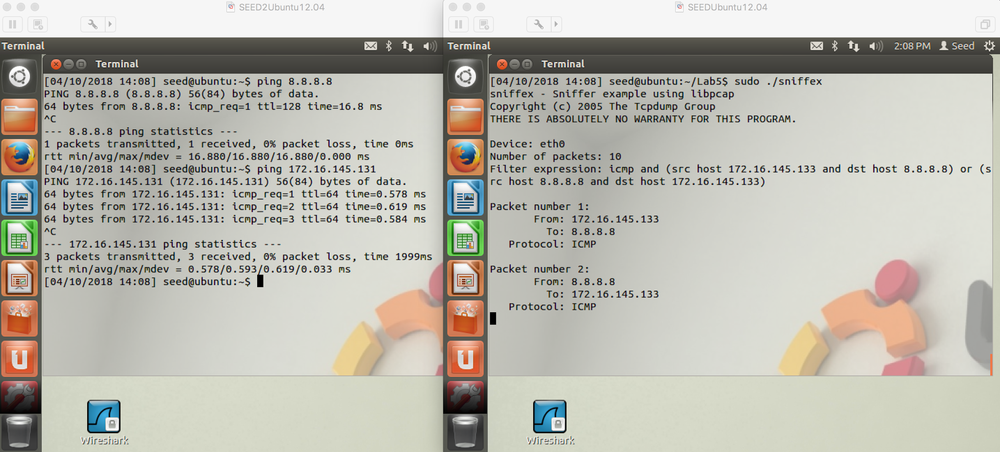 SEED2Ubuntu12.04
Terminal
Terminal
[04/10/2018 14:08] seed@ubuntu:~$ ping 8.8.8.8
PING 8.8.8.8 (8.8.8.8) 56(84) bytes of data.
64 bytes from 8.8.8.8: icmp_req=1 ttl=128 time=16.8 ms
^C
--- 8.8.8.8 ping statistics ---
1 packets transmitted, 1 received, 0% packet loss, time 0ms
rtt min/avg/max/mdev = 16.880/16.880/16.880/0.000 ms
[04/10/2018 14:08] seed@ubuntu:~$ ping 172.16.145.131
PING 172.16.145.131 (172.16.145.131) 56(84) bytes of data.
64 bytes from 172.16.145.131: icmp_req=1 ttl=64 time=0.578 ms
64 bytes from 172.16.145.131: icmp_req=2 ttl=64 time=0.619 ms
64 bytes from 172.16.145.131: icmp_req=3 ttl=64 time=0.584 ms
^C
--- 172.16.145.131 ping statistics ---
3 packets transmitted, 3 received, 0% packet loss, time 1999ms
rtt min/avg/max/mdev = 0.578/0.593/0.619/0.033 ms
[04/10/2018 14:08] seed@ubuntu:~$
Wireshark
SEEDUbuntu12.04
Terminal
2:08 PM
Seed
Terminal
[04/10/2018 14:08] seed@ubuntu:~/Lab5$ sudo ./sniffex
sniffex - Sniffer example using libpcap
Copyright (c) 2005 The Tcpdump Group
THERE IS ABSOLUTELY NO WARRANTY FOR THIS PROGRAM.
Device: eth0
Number of packets: 10
Filter expression: icmp and (src host 172.16.145.133 and dst host 8.8.8.8) or (s
rc host 8.8.8.8 and dst host 172.16.145.133)
Packet number 1:
From: 172.16.145.133
To: 8.8.8.8
Protocol: ICMP
Packet number 2:
From: 8.8.8.8
To: 172.16.145.133
Protocol: ICMP
Wireshark